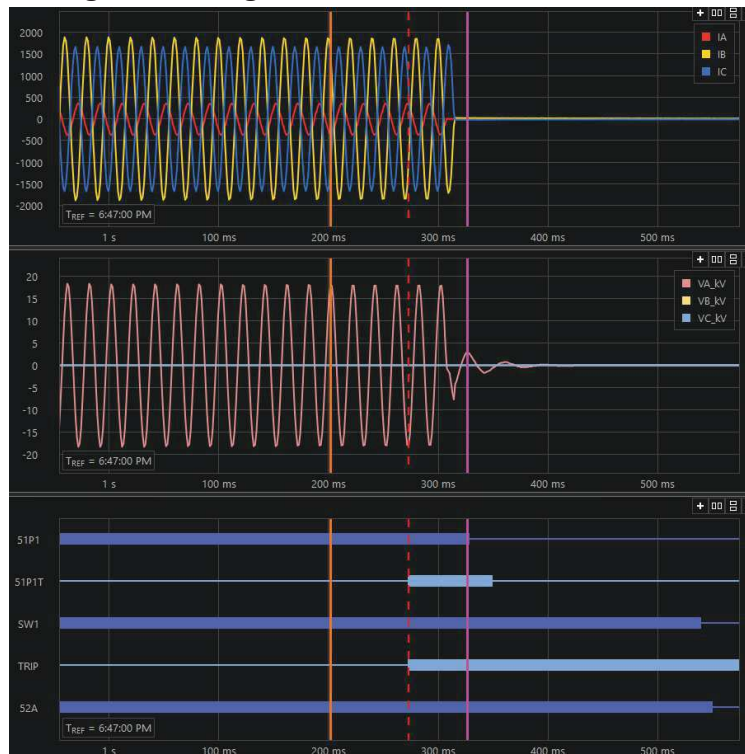 2000
1500
1000
500
0
-500
-1000
-1500
-2000
IA
IB
IC
TREF = 6:47:00 PM
1 s 100 ms 200 ms 300 ms 400 ms 500 ms
20
15
10
5
0
-5
-10
-15
-20
VA_kV
VB_kV
VC_kV
TREF = 6:47:00 PM
1 s 100 ms 200 ms 300 ms 400 ms 500 ms
51P1
51P1T
SW1
TRIP
52A
TREF = 6:47:00 PM
1 s 100 ms 200 ms 300 ms 400 ms 500 ms